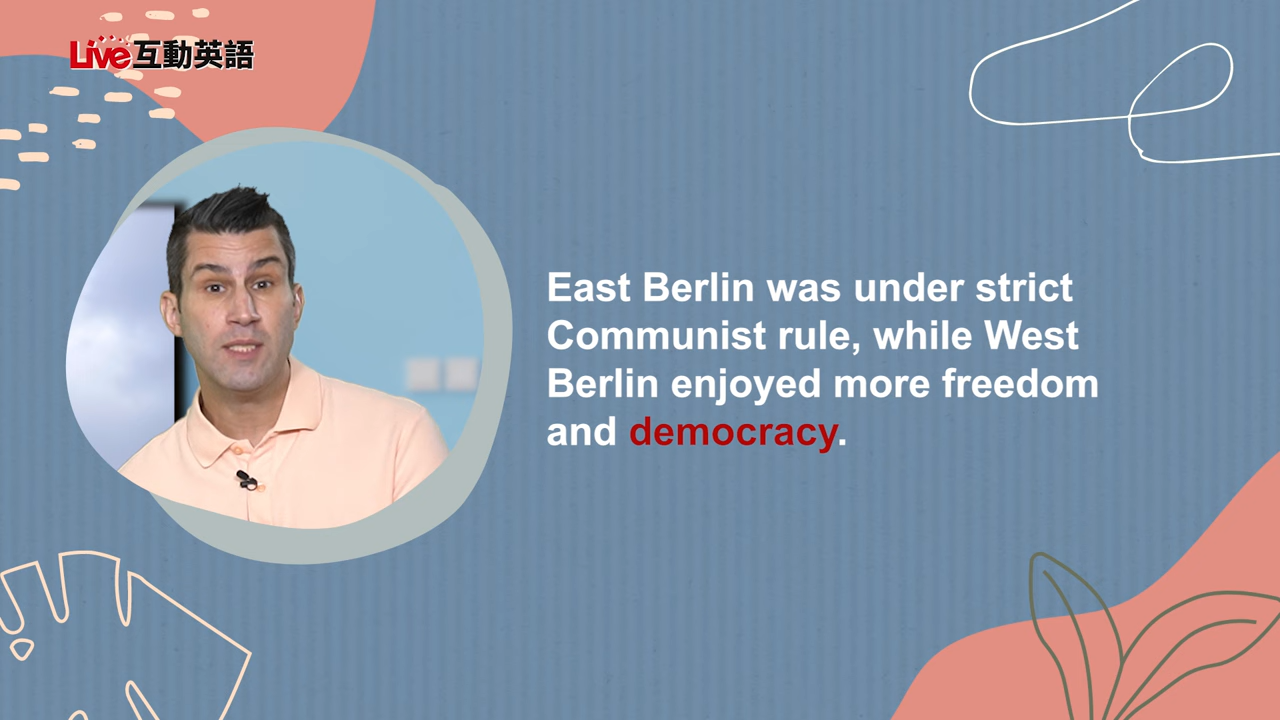 Live互動英語
East Berlin was under strict
Communist rule, while West
Berlin enjoyed more freedom
and democracy.